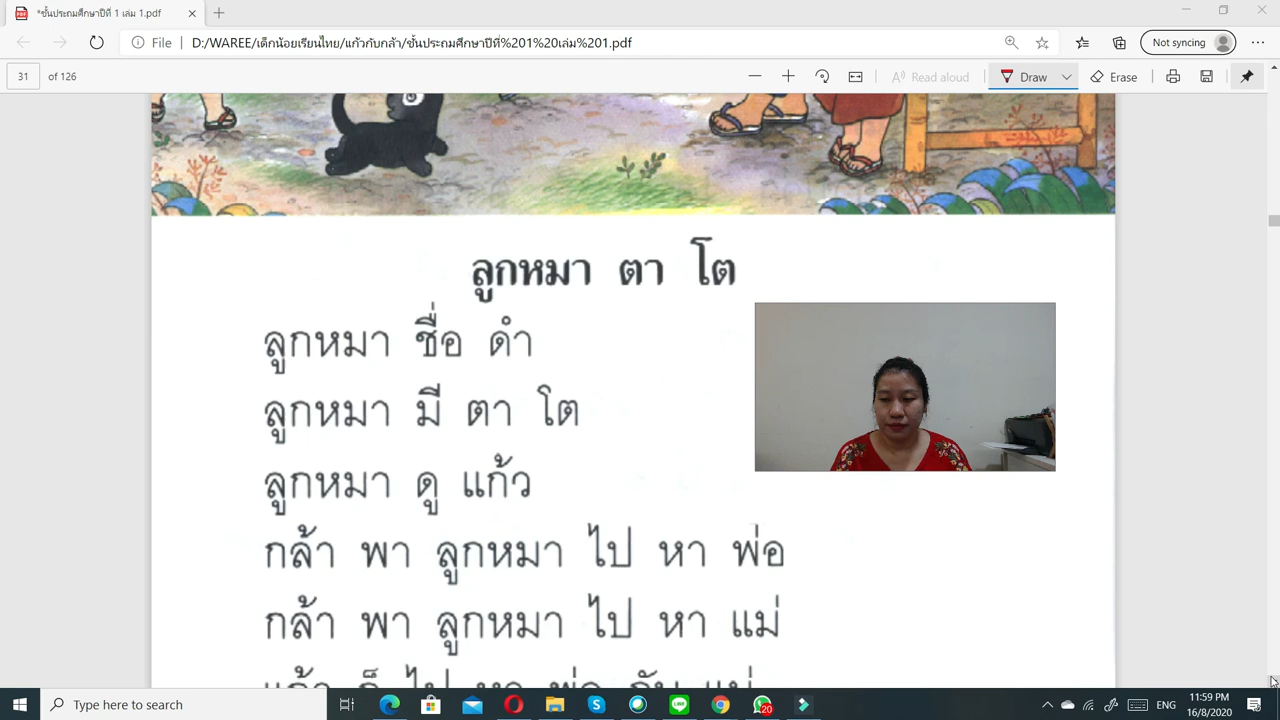 *ชั้นประถมศึกษาปีที่ 1 เล่ม 1.pdf
File D:/WAREE/เด็กน้อยเรียนไทย/แก้วกับกล้า/ชั้นประถมศึกษาปีที่%201%20เล่ม%201.pdf Not syncing
31 of 126 Read aloud Draw Erase
ลูกหมา ตา โต
ลูกหมา ชื่อ ดำ
ลูกหมา มี ตา โต
ลูกหมา ดู แก้ว
กล้า พา ลูกหมา ไป หา พ่อ
กล้า พา ลูกหมา ไป หา แม่
Type here to search
20
ENG
11:59 PM
16/8/2020